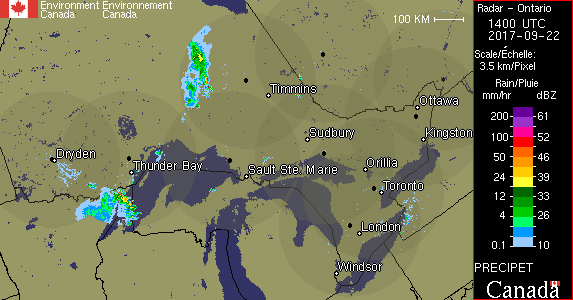 Environment Environnement
Canada Canada
100 KM
Timmins
Ottawa
Sudbury
Kingston
Dryden
Thunder Bay
Sault Ste. Marie
Orillia
Toronto
London
Windsor
Radar - Ontario
1400 UTC
2017-09-22
Scale/Échelle:
3.5 km/Pixel
Rain/Pluie
mm/hr dBZ
200 61
100 52
50 46
24 39
12 33
4 26
0.1 10
PRECIPET
Canada